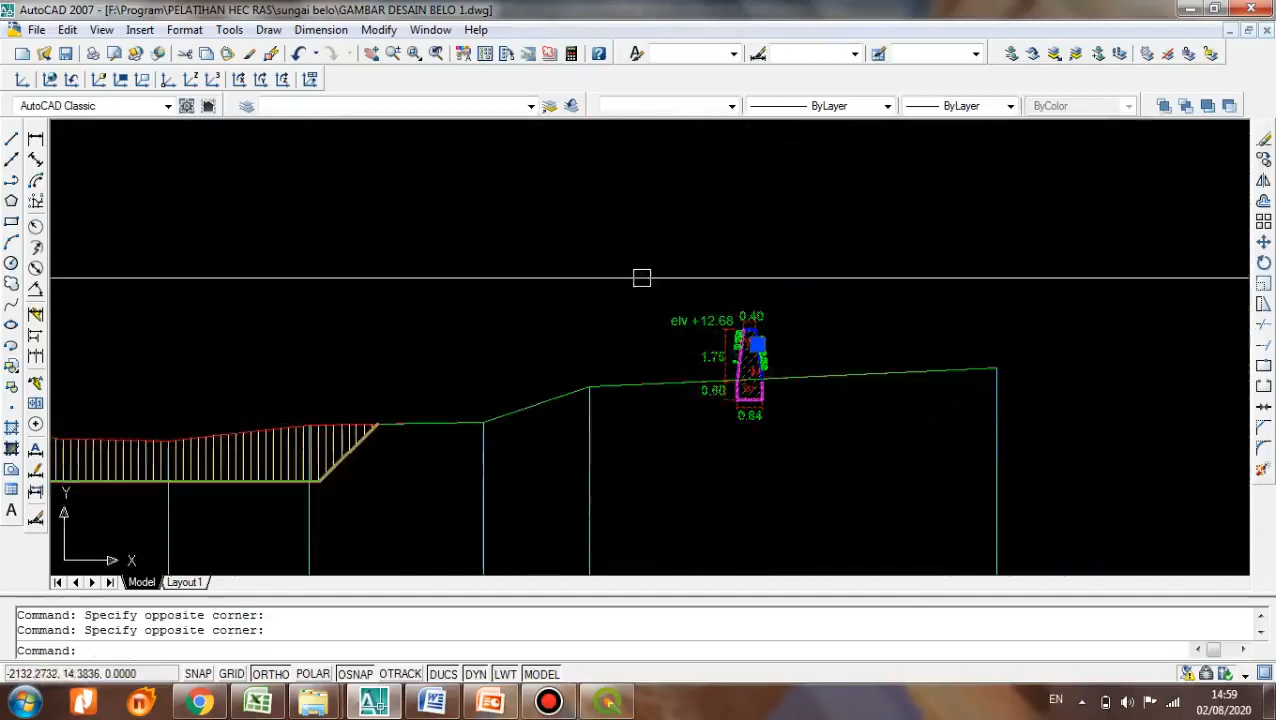 AutoCAD 2007 - [F:\Program\PELATIHAN HEC RAS\sungai belo\GAMBAR DESAIN BELO 1.dwg]
File Edit View Insert Format Tools Draw Dimension Modify Window Help
AutoCAD Classic ByLayer ByLayer ByColor
elv +12.68 0.40
1.75
0.60
0.64
Y
X
Model Layout1
Command: Specify opposite corner:
Command: Specify opposite corner:
Command:
-2132.2732, 14.3836, 0.0000 SNAP GRID ORTHO POLAR OSNAP OTRACK DUCS DYN LWT MODEL
EN 14:59
02/08/2020